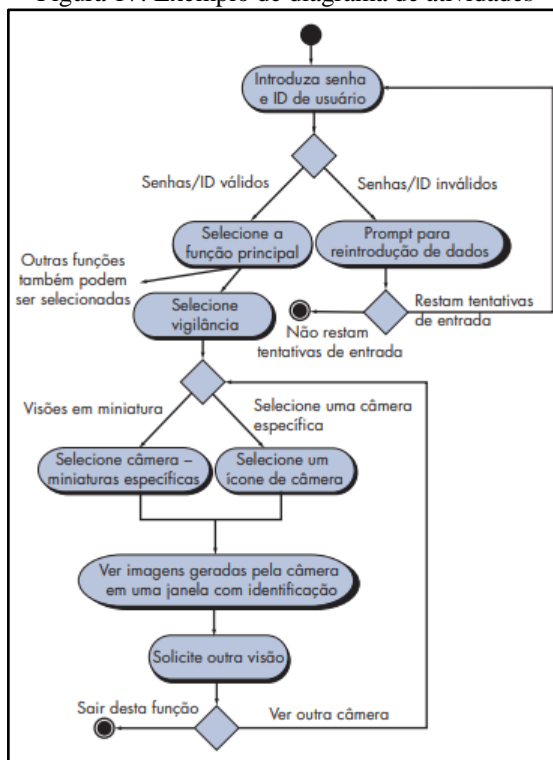 Figura 17: Exemplo de diagrama de atividades
Introduza senha
e ID de usuário
Senhas/ID válidos
Senhas/ID inválidos
Selecione a
função principal
Prompt para
reintrodução de dados
Outras funções
também podem
ser selecionadas
Selecione
vigilância
Restam tentativas
de entrada
Não restam
tentativas de entrada
Visões em miniatura
Selecione uma câmera
específica
Selecione câmera –
miniaturas específicas
Selecione um
ícone de câmera
Ver imagens geradas pela câmera
em uma janela com identificação
Solicite outra visão
Sair desta função
Ver outra câmera